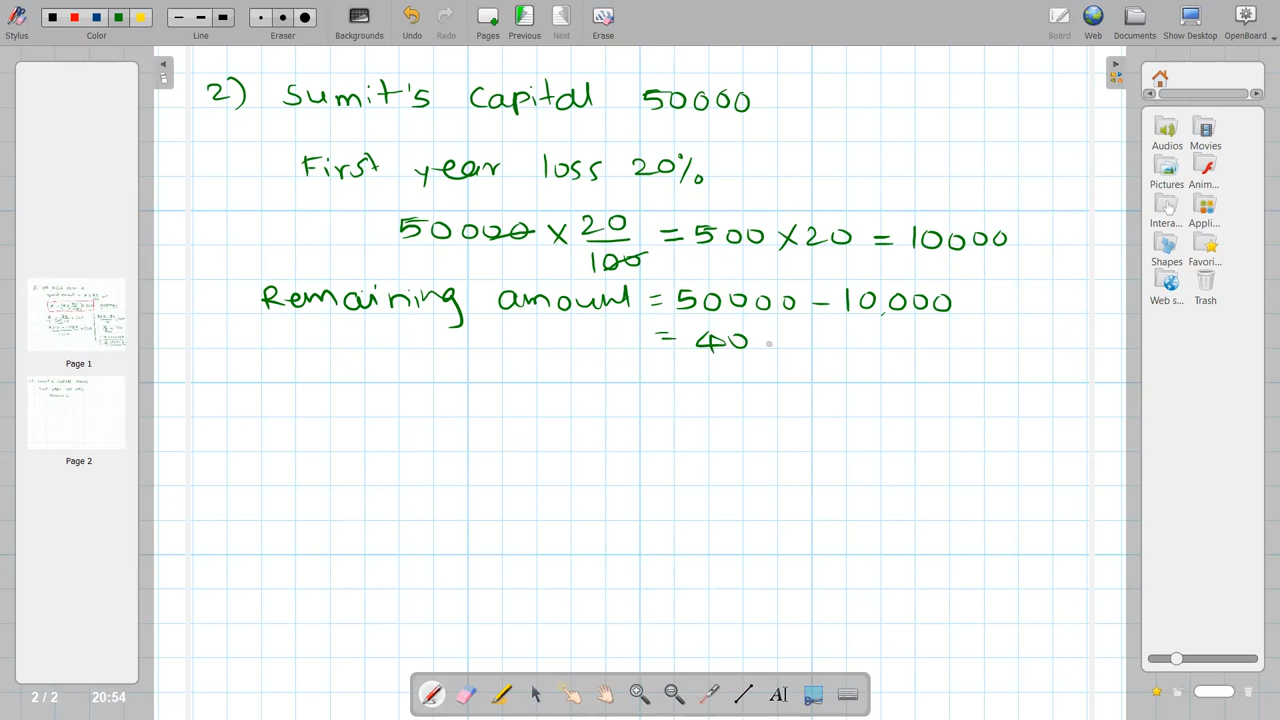 Stylus
Color
Line
Eraser
Backgrounds
Undo
Redo
Pages
Previous
Next
Erase
Board
Web
Documents
Show Desktop
OpenBoard
2) Sumit's Capital 50000
First year loss 20%
50000 × 20/100 = 500 × 20 = 10000
Remaining amount = 50000 - 10,000
= 40
Page 1
Page 2
2 / 2
20:54
Audios
Movies
Pictures
Anim...
Intera...
Appli...
Shapes
Favori...
Web s...
Trash